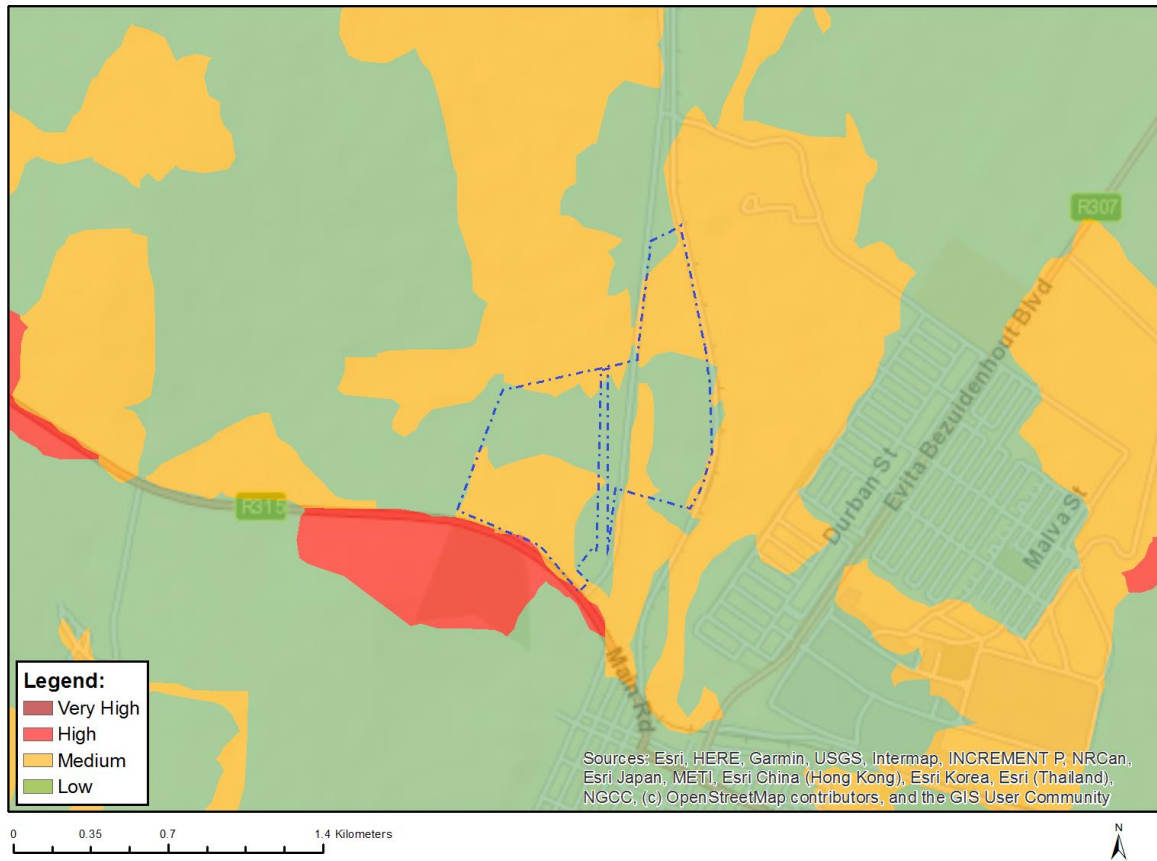 R307
Evita Bezuidenhout Blvd
Durban St
Malva St
R315
Main Rd
Legend:
Very High
High
Medium
Low
Sources: Esri, HERE, Garmin, USGS, Intermap, INCREMENT P, NRCan,
Esri Japan, METI, Esri China (Hong Kong), Esri Korea, Esri (Thailand),
NGCC, (c) OpenStreetMap contributors, and the GIS User Community
0 0.35 0.7 1.4 Kilometers
N